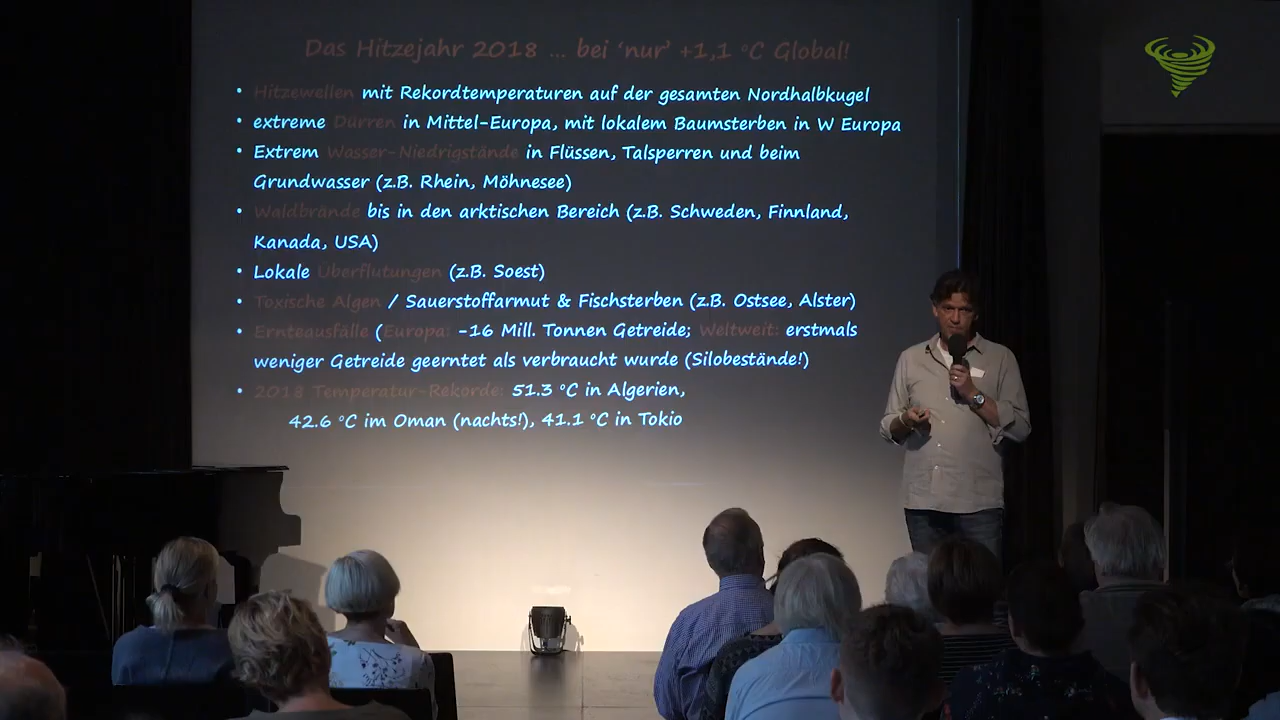 Das Hitzejahr 2018 ... bei 'nur' +1,1 °C Global!
• Hitzewellen mit Rekordtemperaturen auf der gesamten Nordhalbkugel
• extreme Dürren in Mittel-Europa, mit lokalem Baumsterben in W Europa
• Extrem Wasser-Niedrigstände in Flüssen, Talsperren und beim
Grundwasser (z.B. Rhein, Möhnesee)
• Waldbrände bis in den arktischen Bereich (z.B. Schweden, Finnland,
Kanada, USA)
• Lokale Überflutungen (z.B. Soest)
• Toxische Algen / Sauerstoffarmut & Fischsterben (z.B. Ostsee, Alster)
• Ernteausfälle (Europa: -16 Mill. Tonnen Getreide; Weltweit: erstmals
weniger Getreide geerntet als verbraucht wurde (Silobestände!)
• 2018 Temperatur-Rekorde: 51.3 °C in Algerien,
42.6 °C im Oman (nachts!), 41.1 °C in Tokio